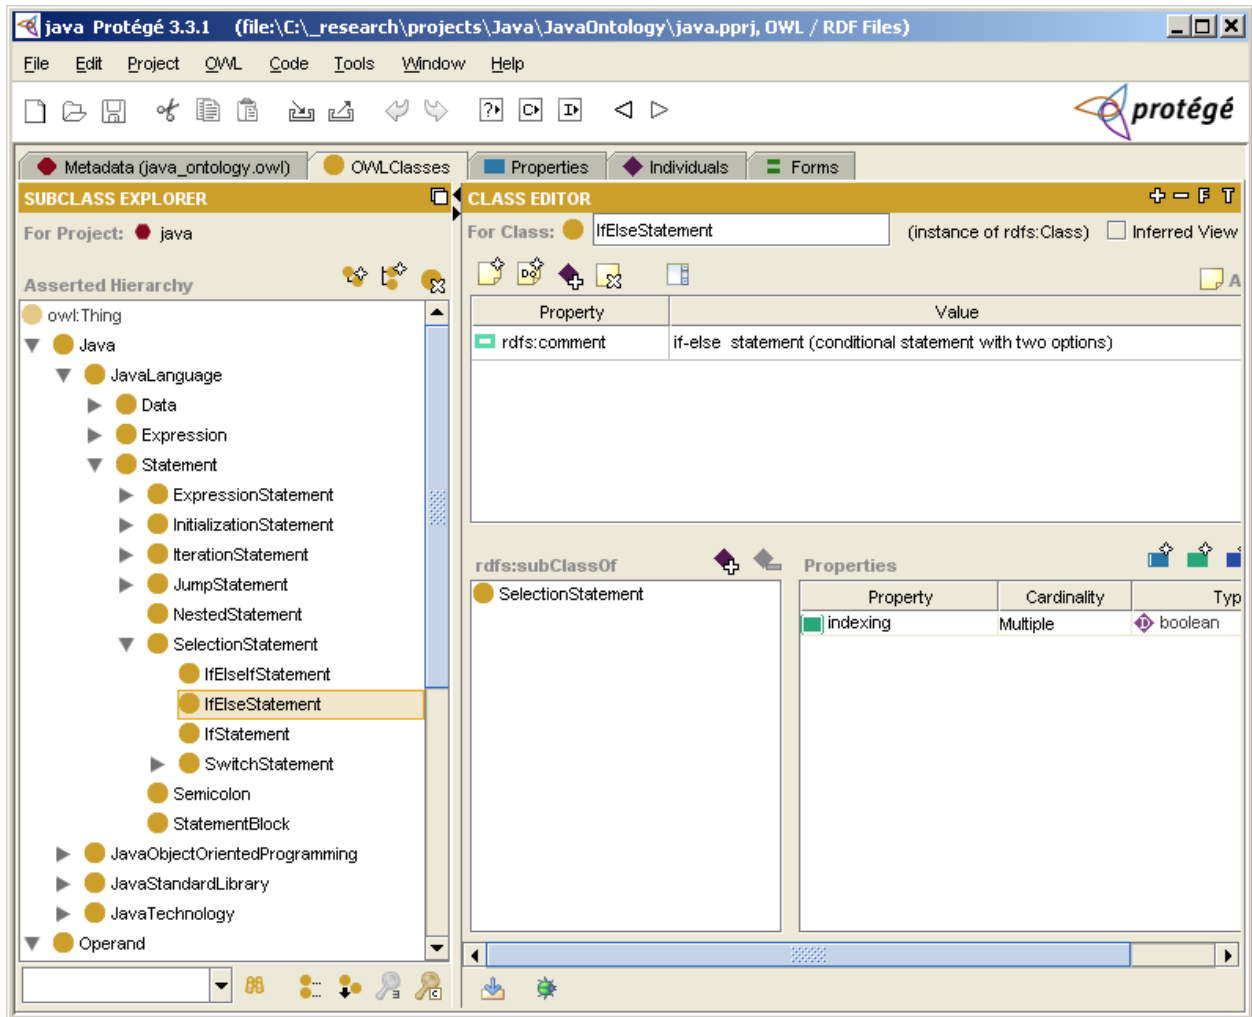 java Protégé 3.3.1 (file:\C:\_research\projects\Java\JavaOntology\java.pprj, OWL / RDF Files)
File Edit Project OWL Code Tools Window Help
protégé
Metadata (java_ontology.owl) OWLClasses Properties Individuals Forms
SUBCLASS EXPLORER
For Project: java
Asserted Hierarchy
owl:Thing
Java
JavaLanguage
Data
Expression
Statement
ExpressionStatement
InitializationStatement
IterationStatement
JumpStatement
NestedStatement
SelectionStatement
IfElseIfStatement
IfElseStatement
IfStatement
SwitchStatement
Semicolon
StatementBlock
JavaObjectOrientedProgramming
JavaStandardLibrary
JavaTechnology
Operand
CLASS EDITOR
For Class: IfElseStatement (instance of rdfs:Class) Inferred View
A
Property Value
rdfs:comment if-else statement (conditional statement with two options)
rdfs:subClassOf
SelectionStatement
Properties
Property Cardinality Typ
indexing Multiple boolean